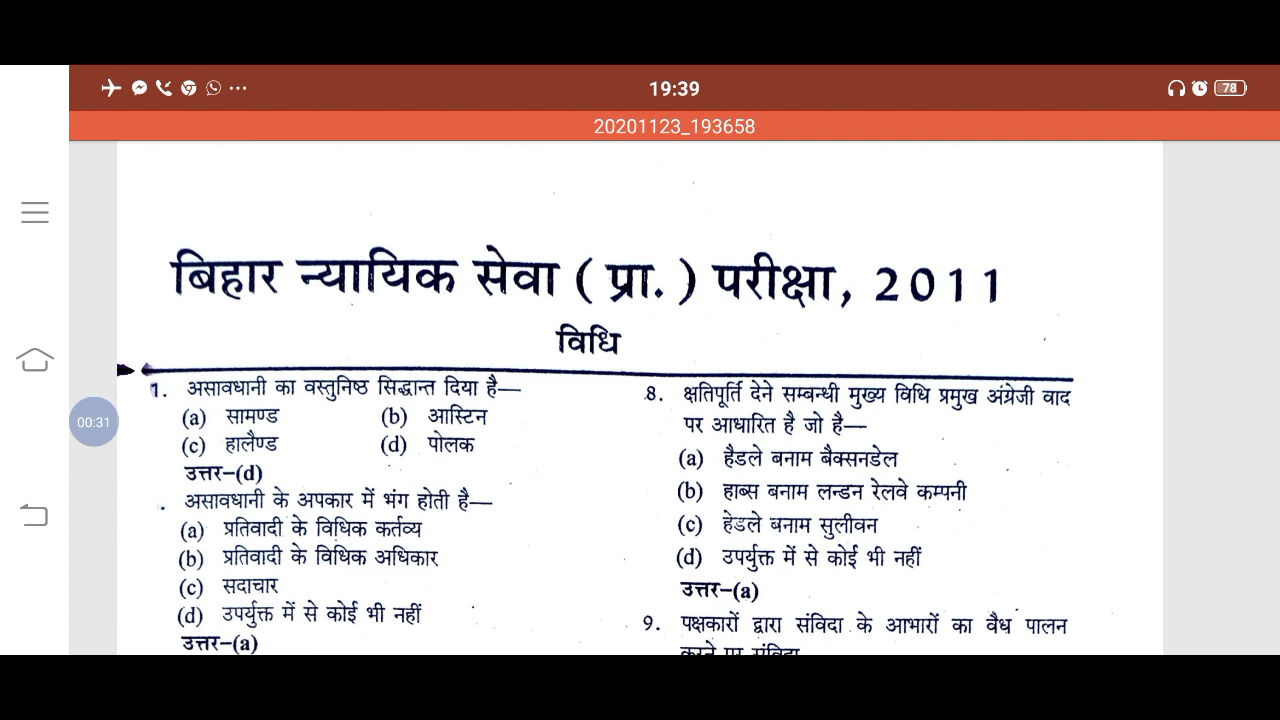 19:39
78
20201123_193658
बिहार न्यायिक सेवा ( प्रा. ) परीक्षा, 2011
विधि
1. असावधानी का वस्तुनिष्ठ सिद्धान्त दिया है—
(a) सामण्ड (b) आस्टिन
(c) हालैण्ड (d) पोलक
उत्तर–(d)
. असावधानी के अपकार में भंग होती है—
(a) प्रतिवादी के विधिक कर्तव्य
(b) प्रतिवादी के विधिक अधिकार
(c) सदाचार
(d) उपर्युक्त में से कोई भी नहीं
उत्तर–(a)
8. क्षतिपूर्ति देने सम्बन्धी मुख्य विधि प्रमुख अंग्रेजी वाद
पर आधारित है जो है—
(a) हैडले बनाम बैक्सनडेल
(b) हाब्स बनाम लन्डन रेलवे कम्पनी
(c) हेडले बनाम सुलीवन
(d) उपर्युक्त में से कोई भी नहीं
उत्तर–(a)
9. पक्षकारों द्वारा संविदा के आभारों का वैध पालन
करने पर संविदा
00:31